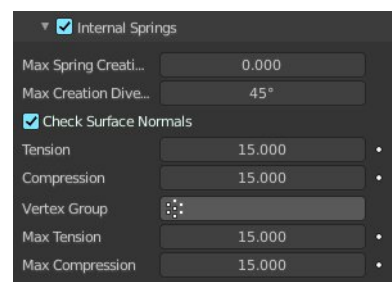 Internal Springs
Max Spring Creati... 0.000
Max Creation Dive... 45°
Check Surface Normals
Tension 15.000
Compression 15.000
Vertex Group
Max Tension 15.000
Max Compression 15.000